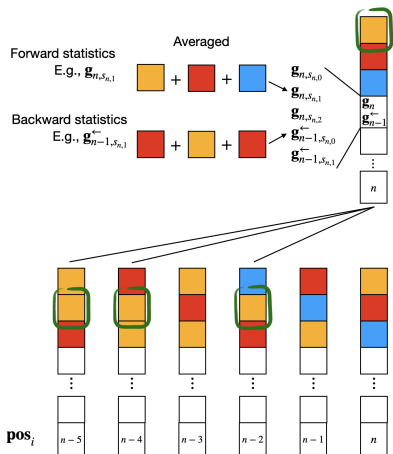 Averaged
Forward statistics
E.g., g_{n,s_{n,1}}
+ +
g_{n,s_{n,0}}
g_{n,s_{n,1}}
g_{n,s_{n,2}}
g_n
g^←_{n-1}
Backward statistics
E.g., g^←_{n-1,s_{n,1}}
+ +
g^←_{n-1,s_{n,0}}
g^←_{n-1,s_{n,1}}
⋮
n
... ... ... ... ... ...
pos_i n-5 n-4 n-3 n-2 n-1 n